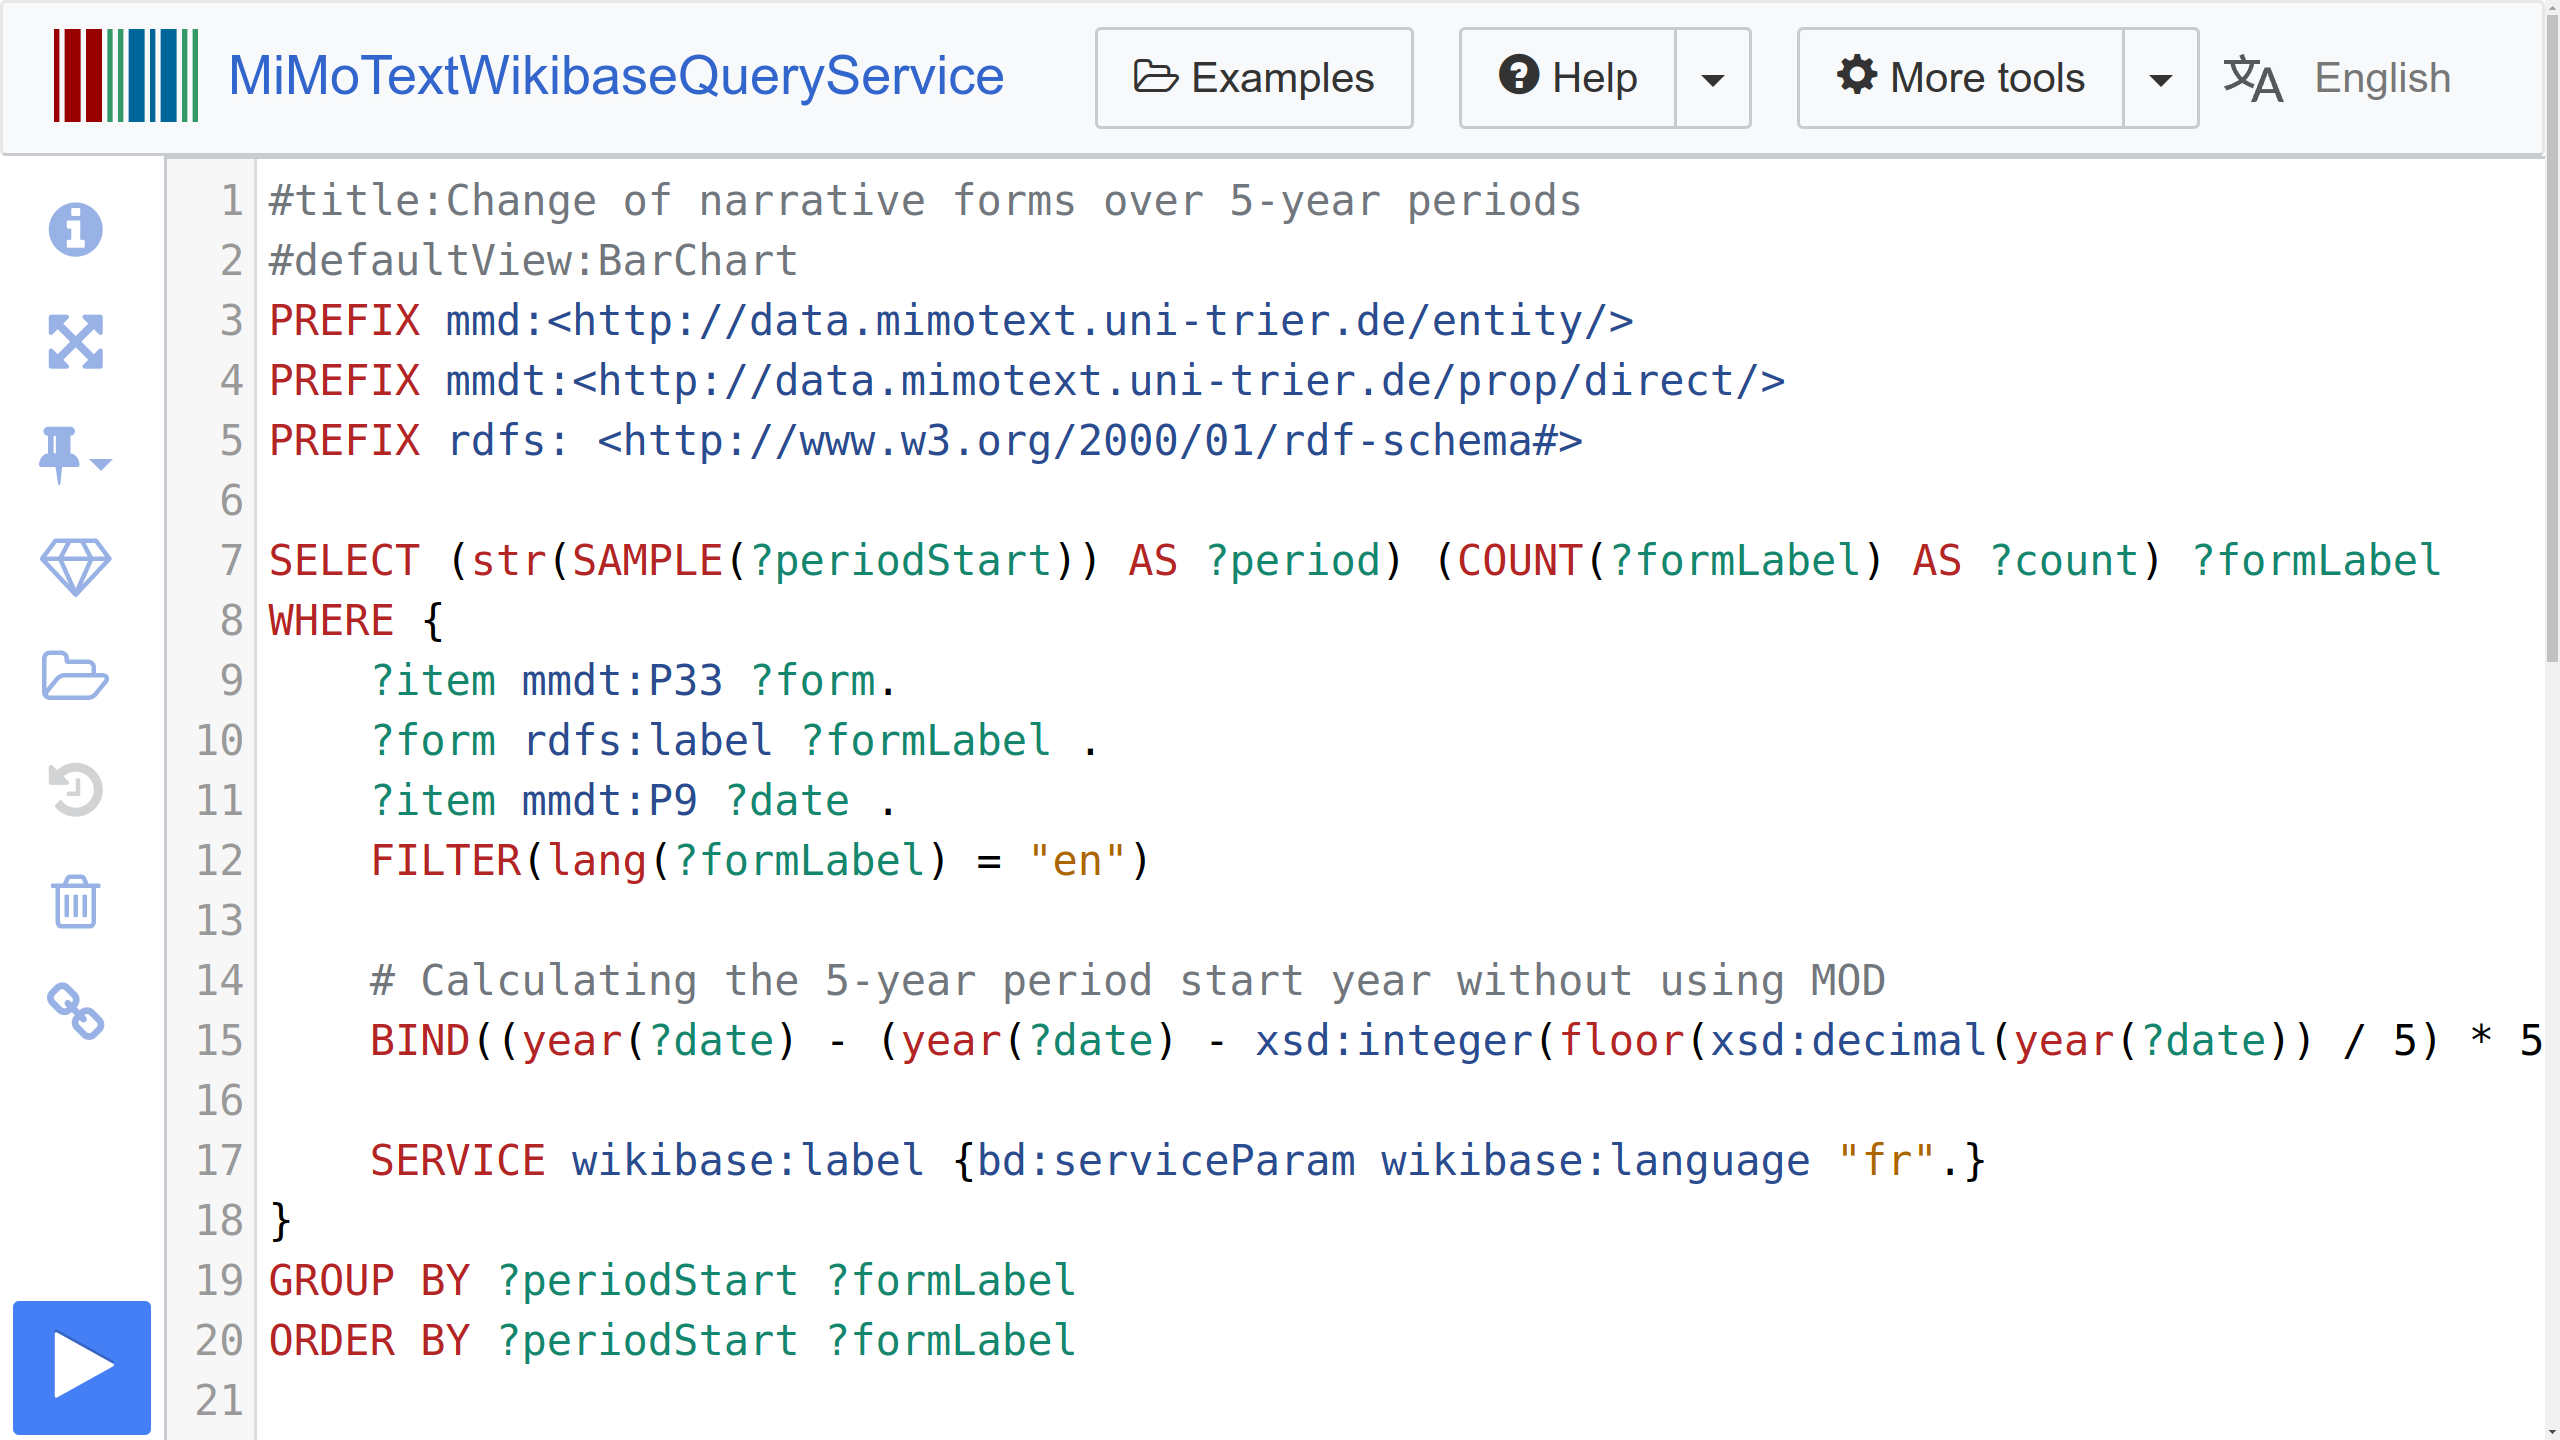 MiMoTextWikibaseQueryService Examples Help More tools English
1 #title:Change of narrative forms over 5-year periods
2 #defaultView:BarChart
3 PREFIX mmd:<http://data.mimotext.uni-trier.de/entity/>
4 PREFIX mmdt:<http://data.mimotext.uni-trier.de/prop/direct/>
5 PREFIX rdfs: <http://www.w3.org/2000/01/rdf-schema#>
6
7 SELECT (str(SAMPLE(?periodStart)) AS ?period) (COUNT(?formLabel) AS ?count) ?formLabel
8 WHERE {
9     ?item mmdt:P33 ?form.
10     ?form rdfs:label ?formLabel .
11     ?item mmdt:P9 ?date .
12     FILTER(lang(?formLabel) = "en")
13
14     # Calculating the 5-year period start year without using MOD
15     BIND((year(?date) - (year(?date) - xsd:integer(floor(xsd:decimal(year(?date)) / 5) * 5
16
17     SERVICE wikibase:label {bd:serviceParam wikibase:language "fr".}
18 }
19 GROUP BY ?periodStart ?formLabel
20 ORDER BY ?periodStart ?formLabel
21